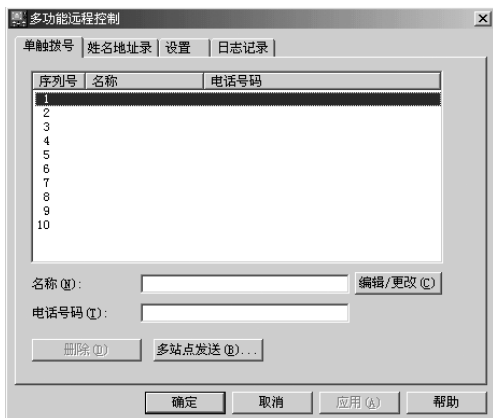 多功能远程控制
单触拨号 姓名地址录 设置 日志记录
序列号 名称 电话号码
1
2
3
4
5
6
7
8
9
10
名称(N): 编辑/更改(C)
电话号码(T):
删除(D) 多站点发送(B)...
确定 取消 应用(A) 帮助